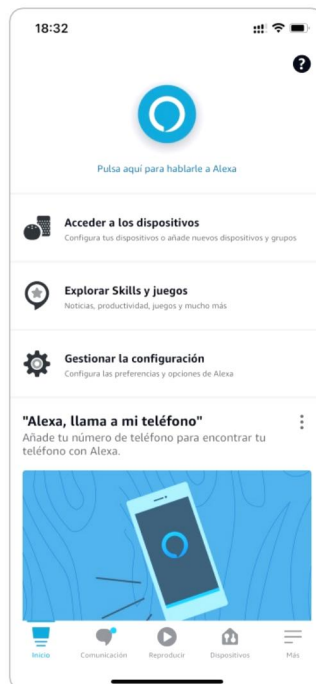 18:32
?
Pulsa aquí para hablarle a Alexa
Acceder a los dispositivos
Configura tus dispositivos o añade nuevos dispositivos y grupos
Explorar Skills y juegos
Noticias, productividad, juegos y mucho más
Gestionar la configuración
Configura las preferencias y opciones de Alexa
"Alexa, llama a mi teléfono"
Añade tu número de teléfono para encontrar tu
teléfono con Alexa.
Inicio
Comunicación
Reproducir
Dispositivos
Más